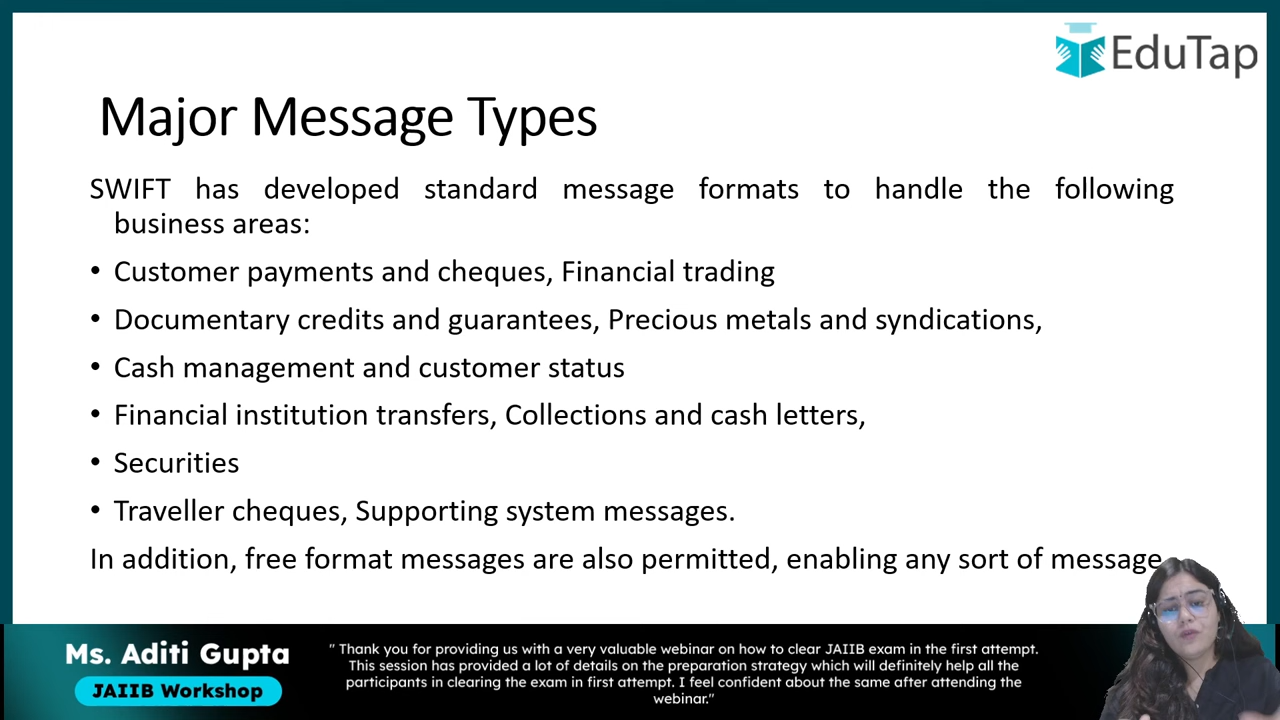 EduTap
Major Message Types
SWIFT has developed standard message formats to handle the following
business areas:
• Customer payments and cheques, Financial trading
• Documentary credits and guarantees, Precious metals and syndications,
• Cash management and customer status
• Financial institution transfers, Collections and cash letters,
• Securities
• Traveller cheques, Supporting system messages.
In addition, free format messages are also permitted, enabling any sort of message
Ms. Aditi Gupta
JAIIB Workshop
" Thank you for providing us with a very valuable webinar on how to clear JAIIB exam in the first attempt.
This session has provided a lot of details on the preparation strategy which will definitely help all the
participants in clearing the exam in first attempt. I feel confident about the same after attending the
webinar."